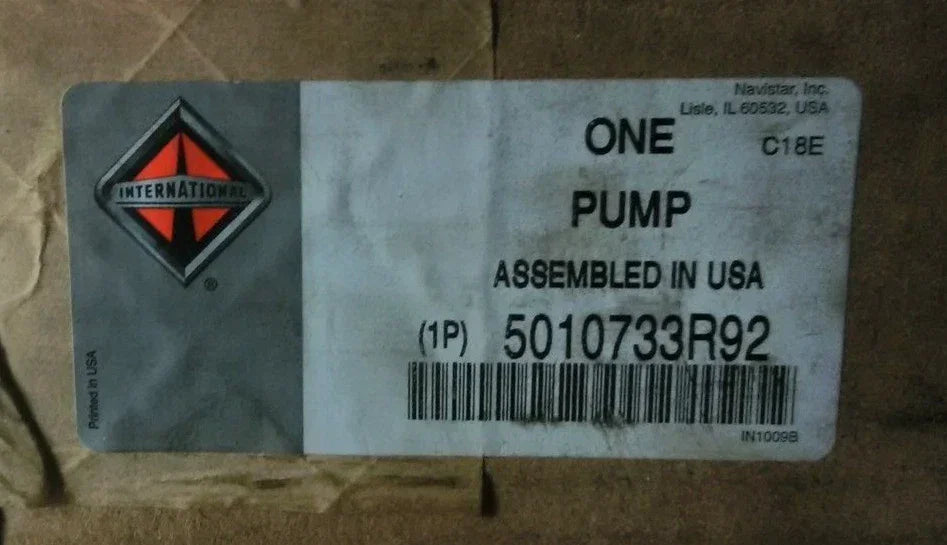 Navistar, Inc.
Lisle, IL 60532, USA
ONE
C18E
PUMP
INTERNATIONAL
®
ASSEMBLED IN USA
(1P) 5010733R92
Printed in USA
IN1009B